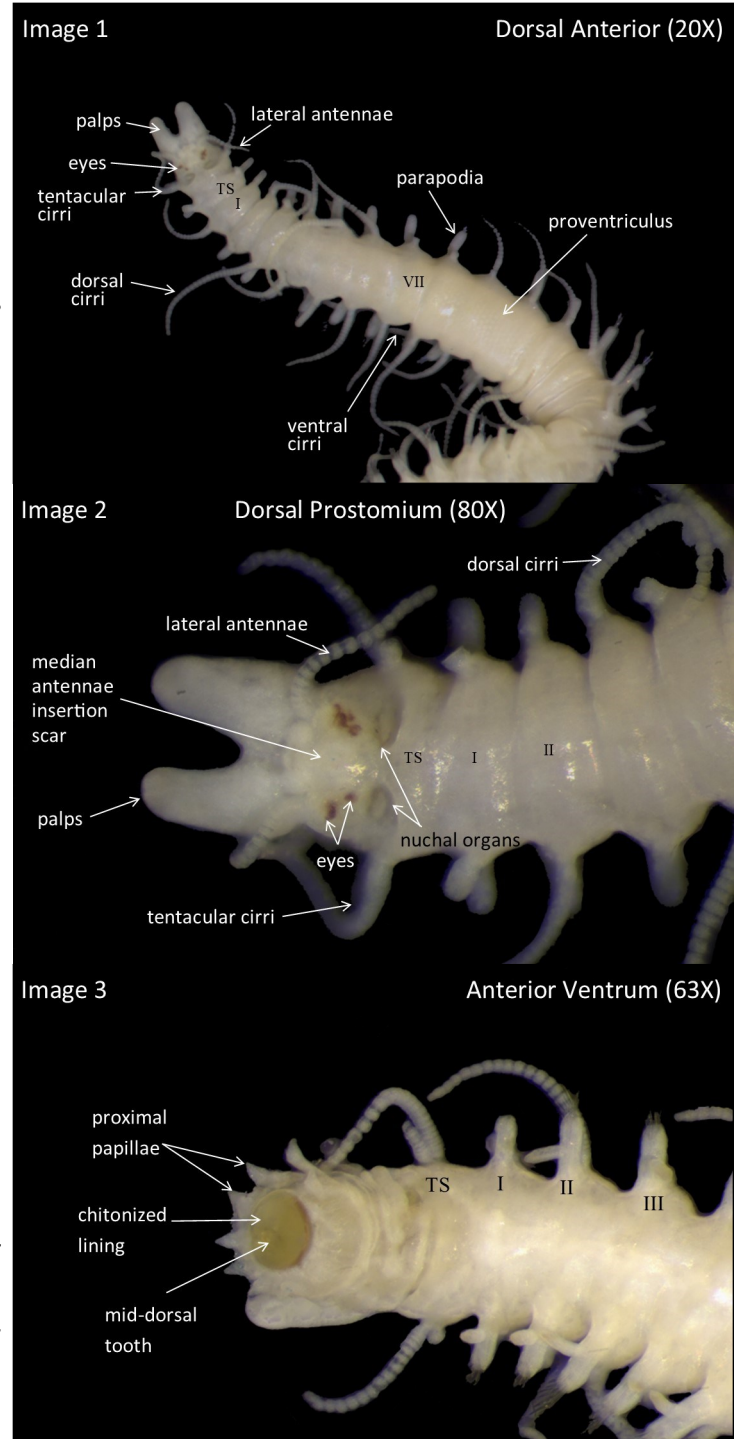 Image 1
Dorsal Anterior (20X)
lateral antennae
palps
eyes
parapodia
TS
tentacular
cirri
I
proventriculus
dorsal
cirri
VII
ventral
cirri
Image 2
Dorsal Prostomium (80X)
dorsal cirri
lateral antennae
median
antennae
insertion
scar
TS
I
II
palps
nuchal organs
eyes
tentacular cirri
Image 3
Anterior Ventrum (63X)
proximal
papillae
TS
I
II
III
chitonized
lining
mid-dorsal
tooth